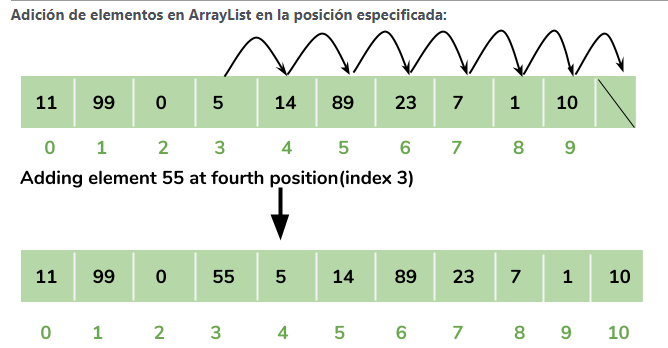 Adición de elementos en ArrayList en la posición especificada:
11 99 0 5 14 89 23 7 1 10
0 1 2 3 4 5 6 7 8 9
Adding element 55 at fourth position(index 3)
11 99 0 55 5 14 89 23 7 1 10
0 1 2 3 4 5 6 7 8 9 10